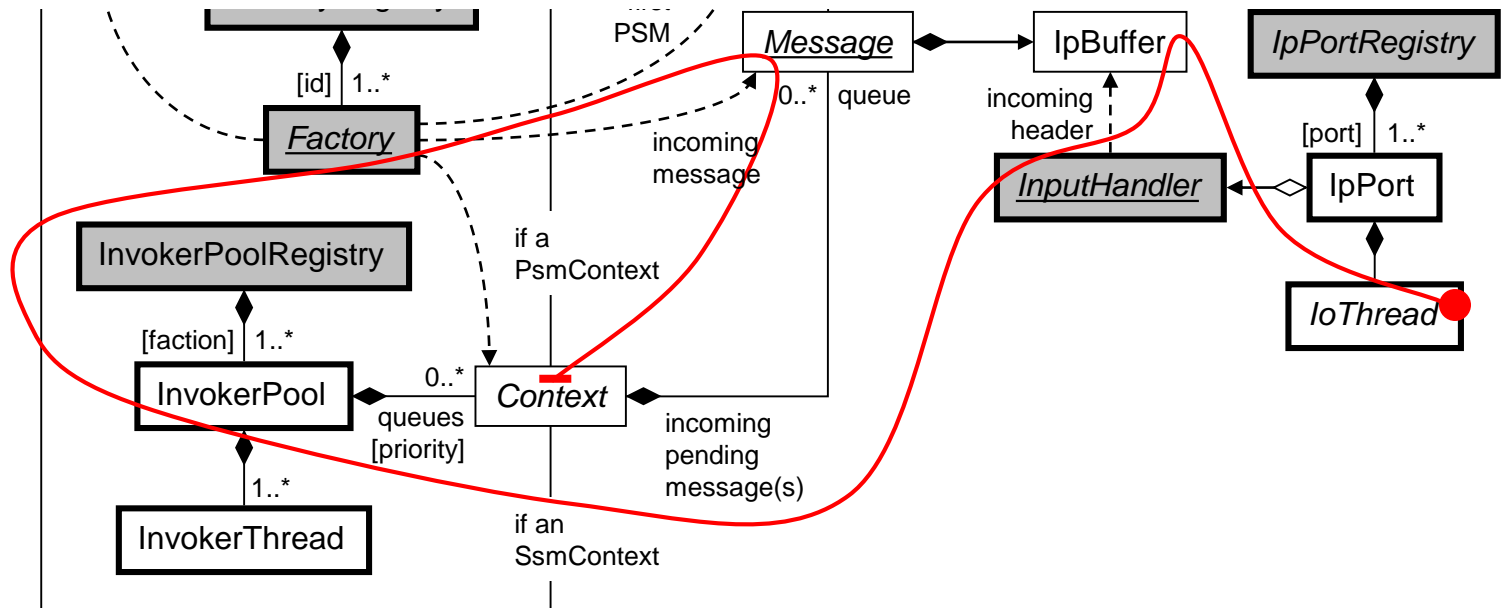 PSM
Message
IpBuffer
IpPortRegistry
[id]
1..*
0..*
queue
incoming
header
[port]
1..*
Factory
incoming
message
InputHandler
IpPort
InvokerPoolRegistry
if a
PsmContext
IoThread
[faction]
1..*
InvokerPool
0..*
queues
[priority]
Context
incoming
pending
message(s)
1..*
InvokerThread
if an
SsmContext